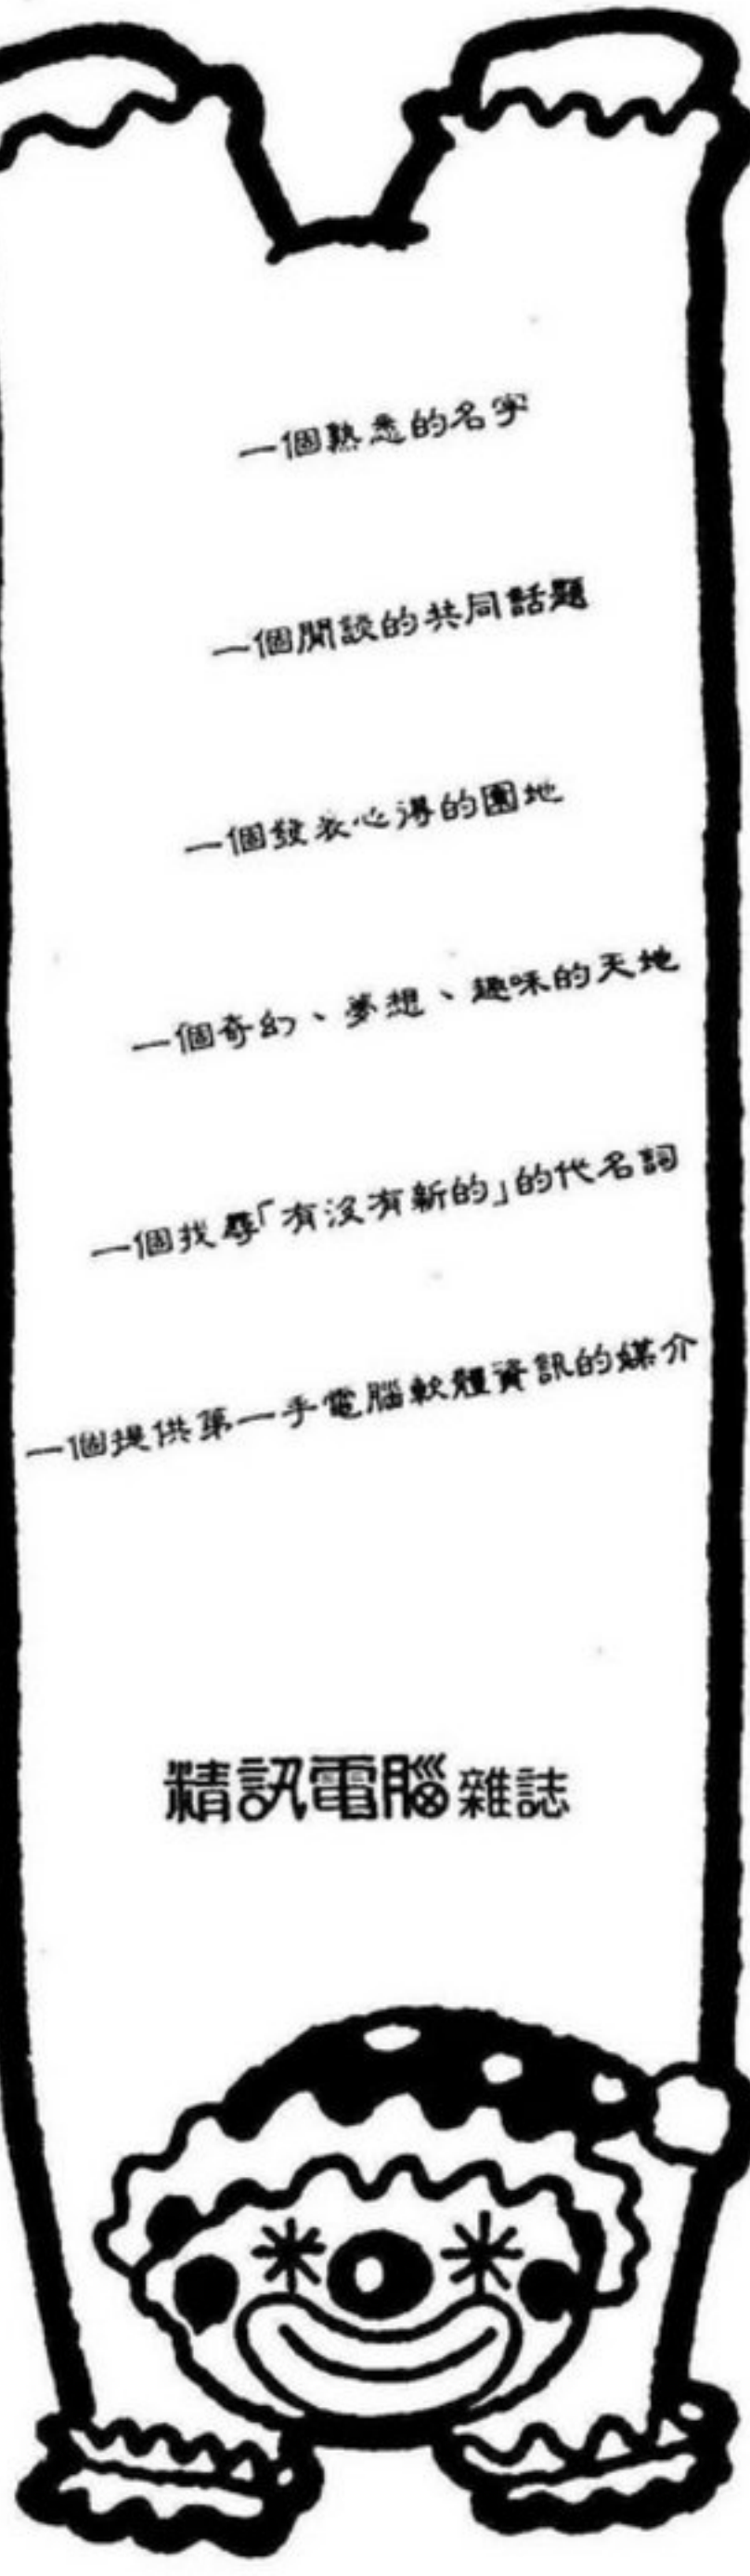 一個熟悉的名字
一個閒談的共同話題
一個發表心得的園地
一個奇幻、夢想、趣味的天地
一個找尋「有沒有新的」的代名詞
一個提供第一手電腦軟體資訊的媒介
精訊電腦雜誌